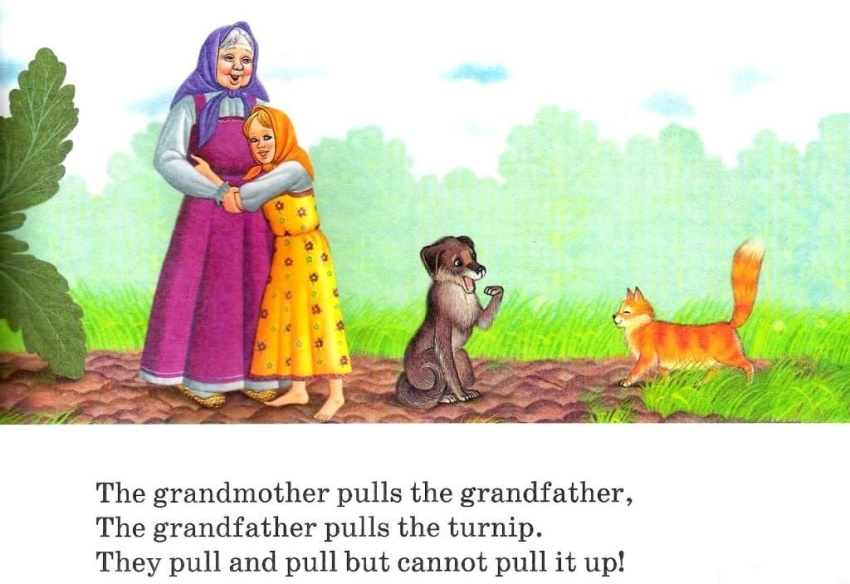 The grandmother pulls the grandfather,
The grandfather pulls the turnip.
They pull and pull but cannot pull it up!